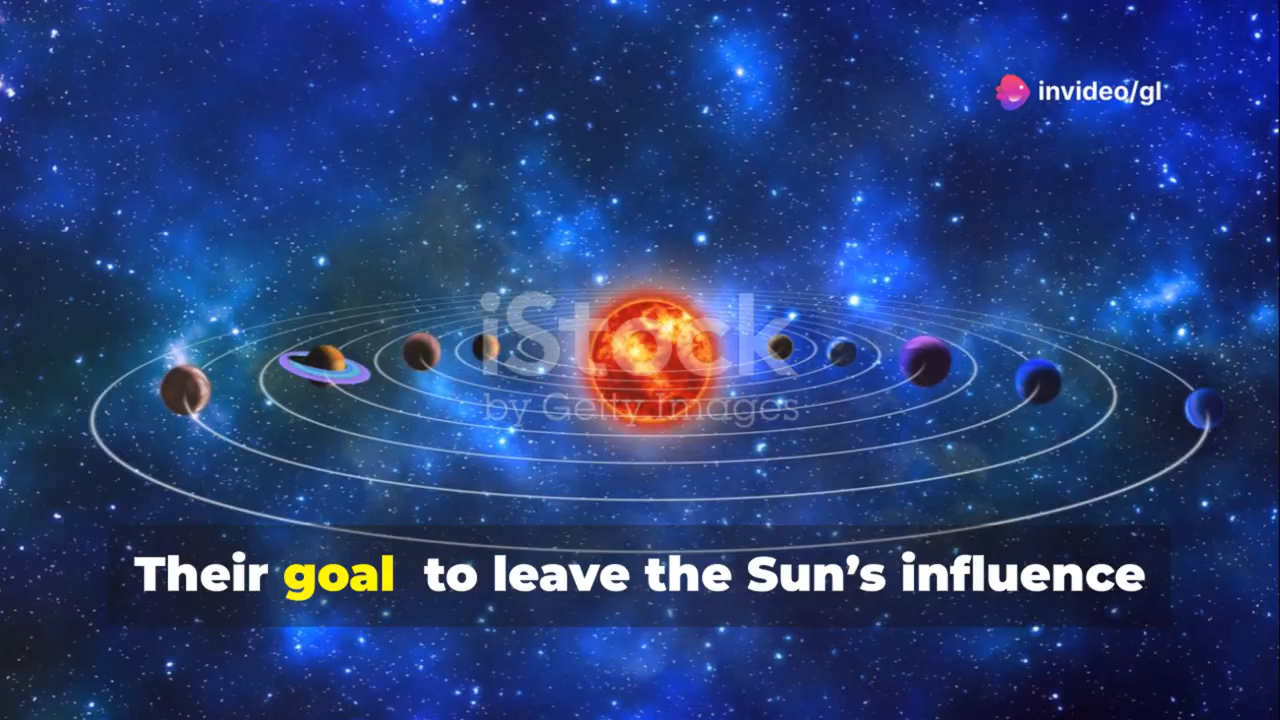 invideo/gl
iStock
by Getty Images
Their goal to leave the Sun’s influence